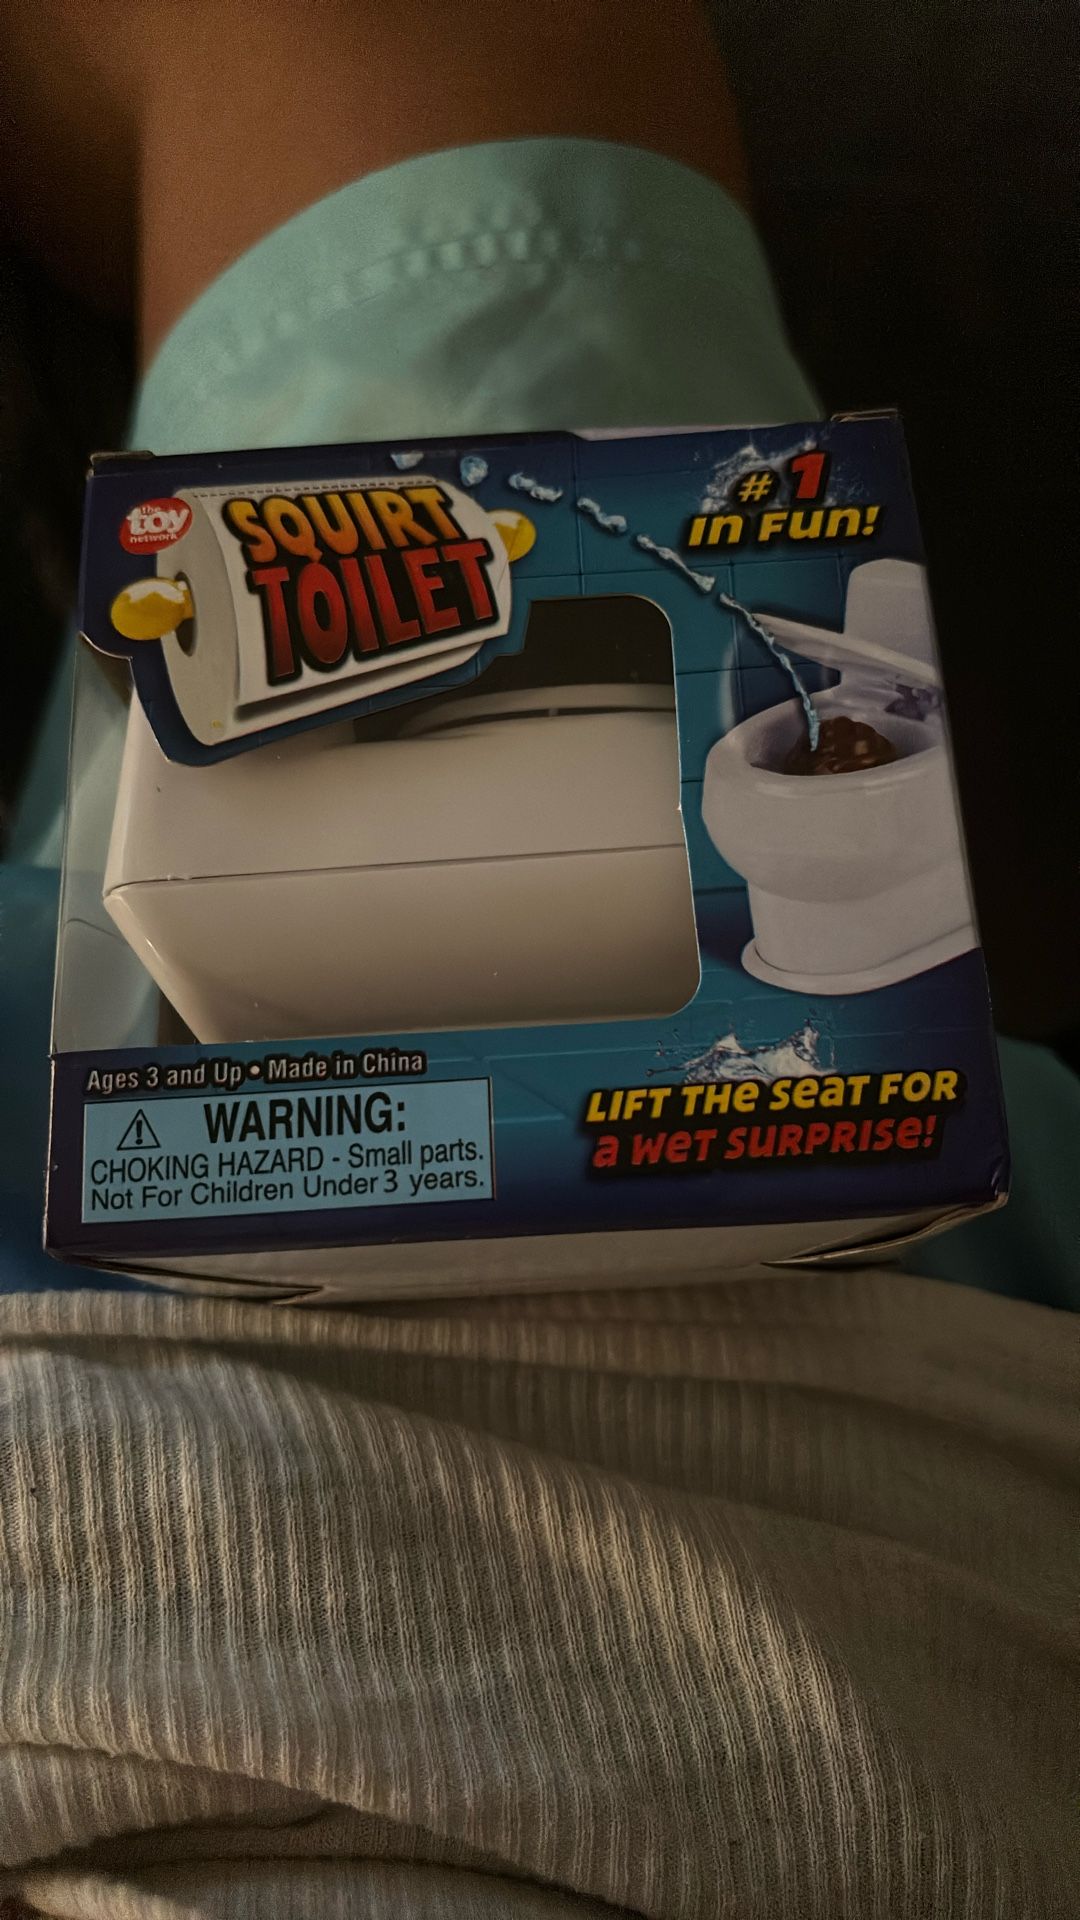 the
toy
network
SQUIRT
TOILET
# 1
in Fun!
Ages 3 and Up • Made in China
WARNING:
CHOKING HAZARD - Small parts.
Not For Children Under 3 years.
LIFT THe SeaT FOR
a WeT SURPRISe!